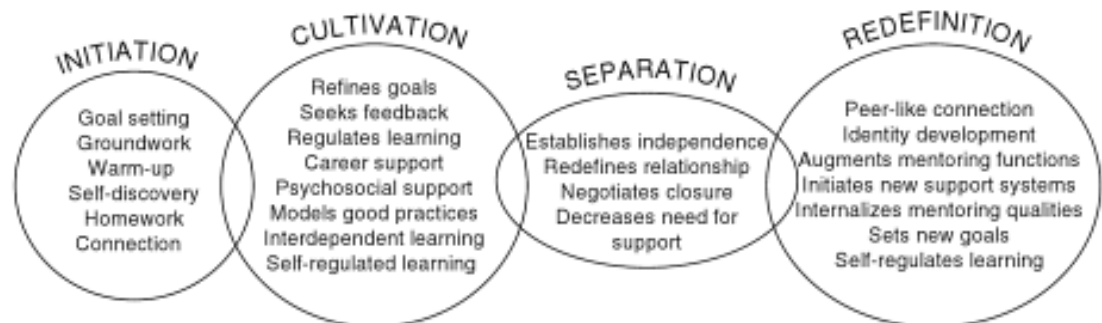 INITIATION
Goal setting
Groundwork
Warm-up
Self-discovery
Homework
Connection
CULTIVATION
Refines goals
Seeks feedback
Regulates learning
Career support
Psychosocial support
Models good practices
Interdependent learning
Self-regulated learning
SEPARATION
Establishes independence
Redefines relationship
Negotiates closure
Decreases need for
support
REDEFINITION
Peer-like connection
Identity development
Augments mentoring functions
Initiates new support systems
Internalizes mentoring qualities
Sets new goals
Self-regulates learning